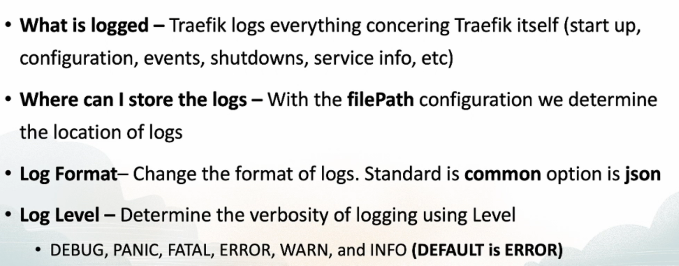 • What is logged – Traefik logs everything concering Traefik itself (start up,
configuration, events, shutdowns, service info, etc)
• Where can I store the logs – With the filePath configuration we determine
the location of logs
• Log Format– Change the format of logs. Standard is common option is json
• Log Level – Determine the verbosity of logging using Level
• DEBUG, PANIC, FATAL, ERROR, WARN, and INFO (DEFAULT is ERROR)